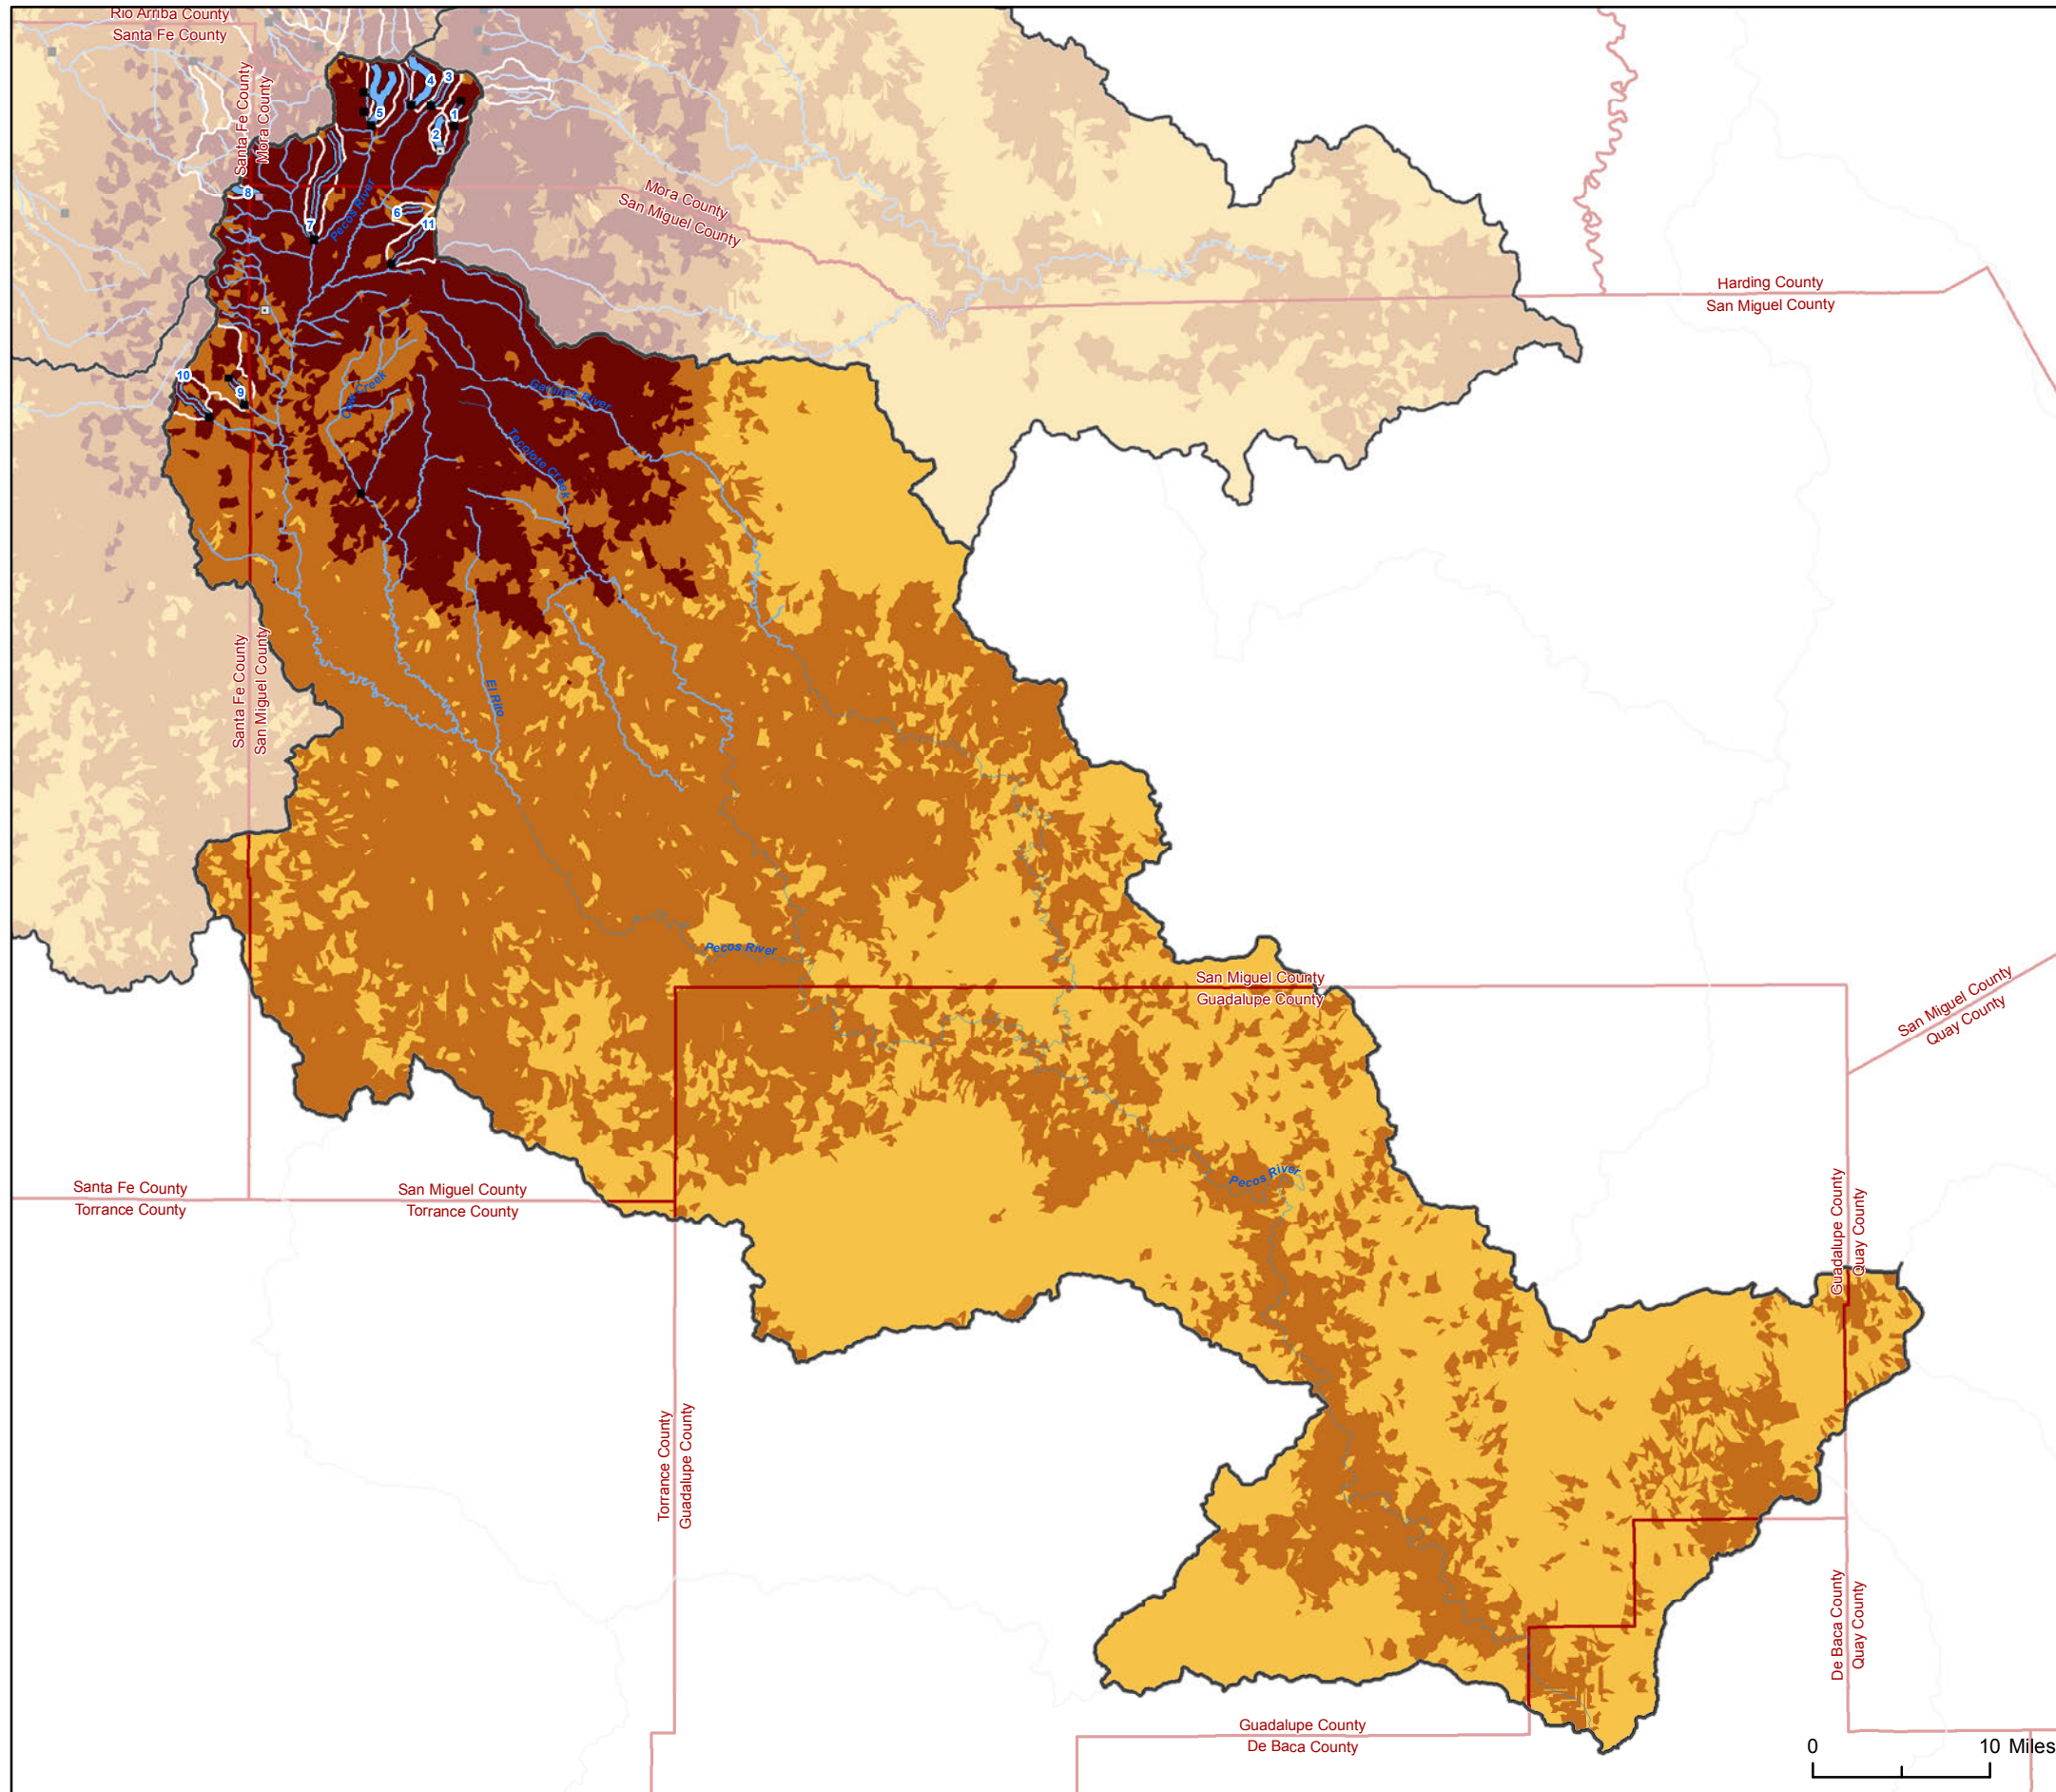 Rio Arriba County
Santa Fe County
Santa Fe County
Mora County
4
3
5
1
2
8
7
Pecos River
6
11
Mora County
San Miguel County
Harding County
San Miguel County
10
9
Cow Creek
Gallinas River
Tecolote Creek
Santa Fe County
San Miguel County
El Rito
Pecos River
San Miguel County
Guadalupe County
San Miguel County
Quay County
Pecos River
Santa Fe County
Torrance County
San Miguel County
Torrance County
Guadalupe County
Quay County
Torrance County
Guadalupe County
De Baca County
Quay County
Guadalupe County
De Baca County
0 10 Miles